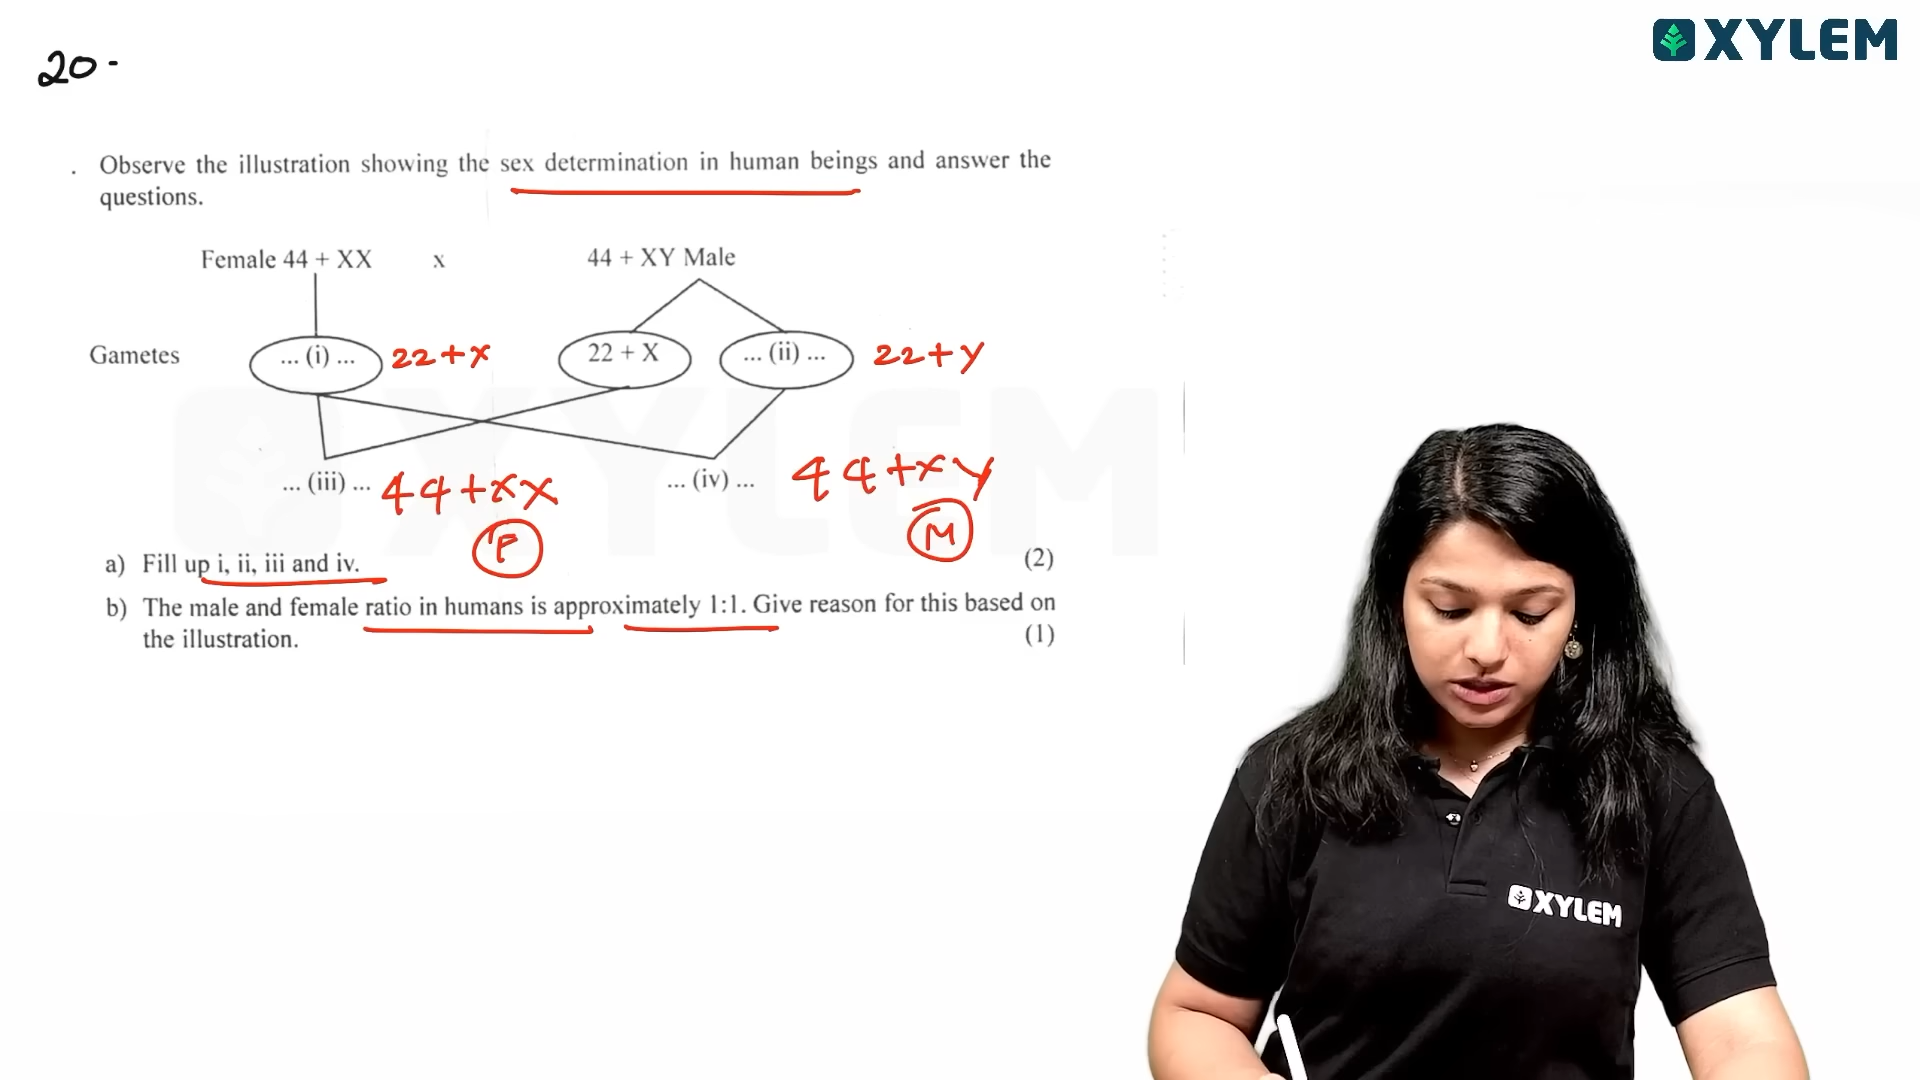 XYLEM
20 -
. Observe the illustration showing the sex determination in human beings and answer the
questions.
Female 44 + XX x 44 + XY Male
Gametes ... (i) ... 22+x 22 + X ... (ii) ... 22+y
... (iii) ... 44+xx ... (iv) ... 44+xy
F M
a) Fill up i, ii, iii and iv. (2)
b) The male and female ratio in humans is approximately 1:1. Give reason for this based on
the illustration. (1)
XYLEM
XYLEM